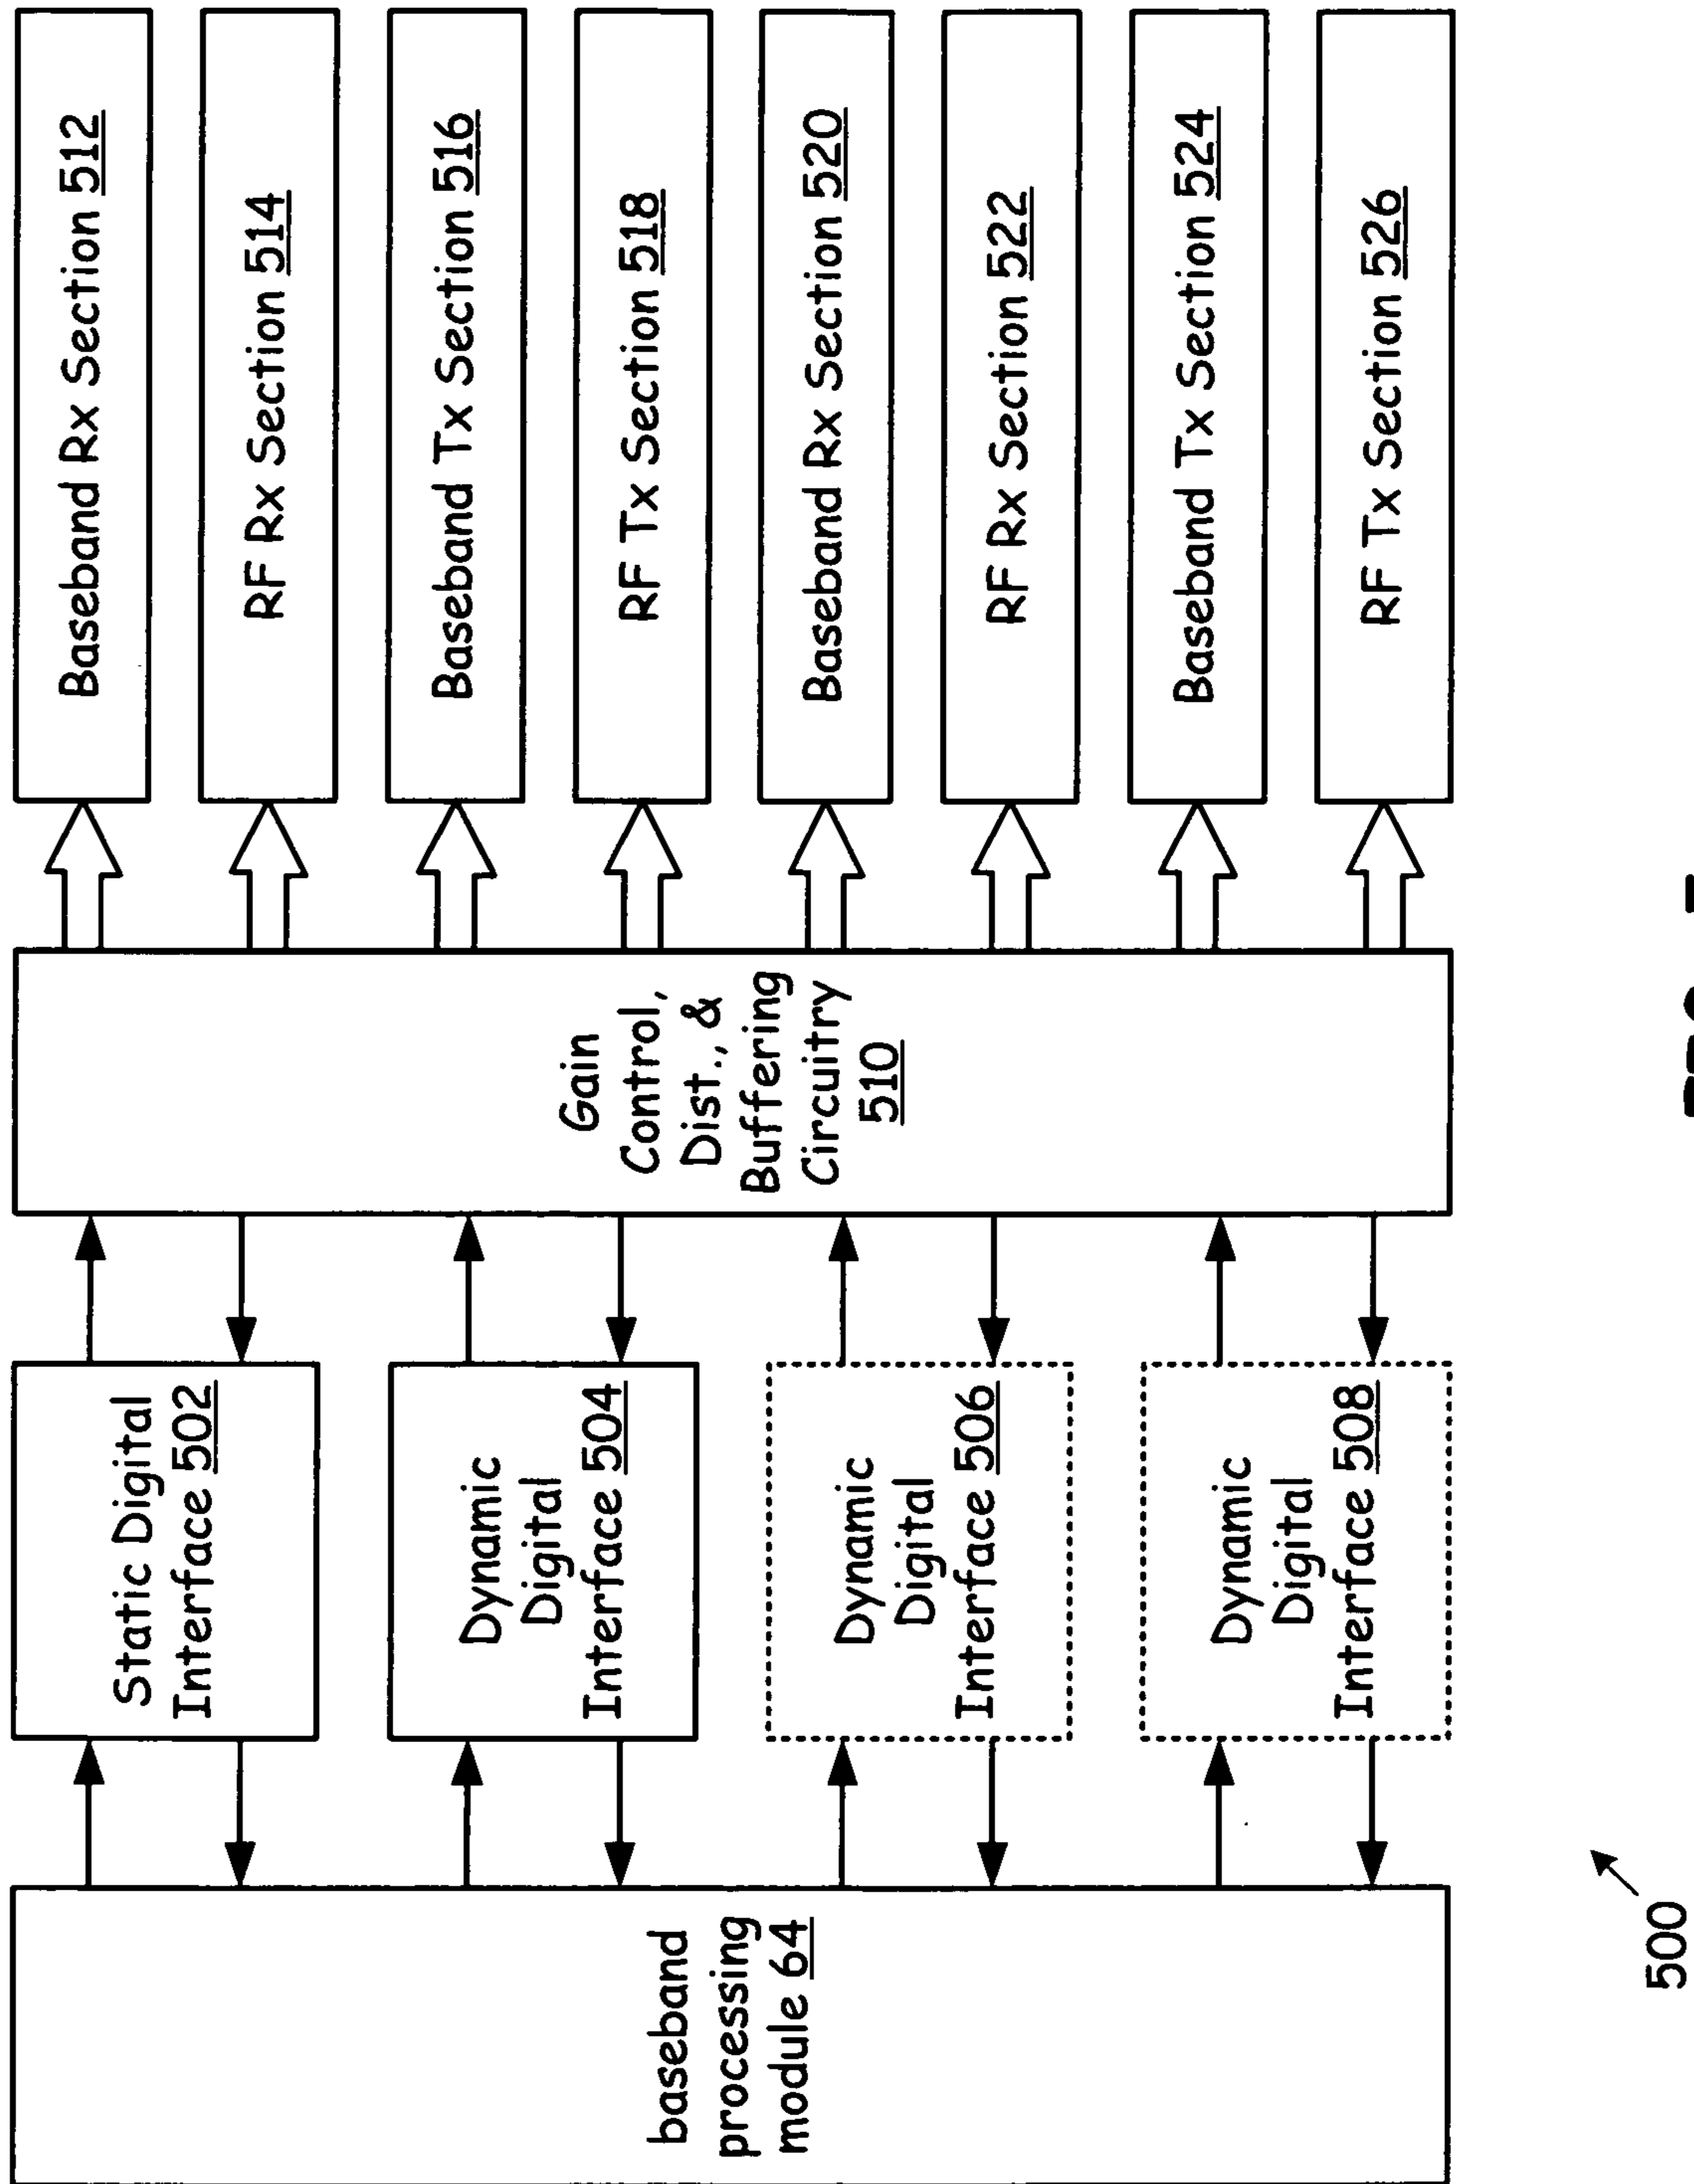 baseband
processing
module 64
Static Digital
Interface 502
Dynamic
Digital
Interface 504
Dynamic
Digital
Interface 506
Dynamic
Digital
Interface 508
Gain
Control,
Dist., &
Buffering
Circuitry
510
Baseband Rx Section 512
RF Rx Section 514
Baseband Tx Section 516
RF Tx Section 518
Baseband Rx Section 520
RF Rx Section 522
Baseband Tx Section 524
RF Tx Section 526
500